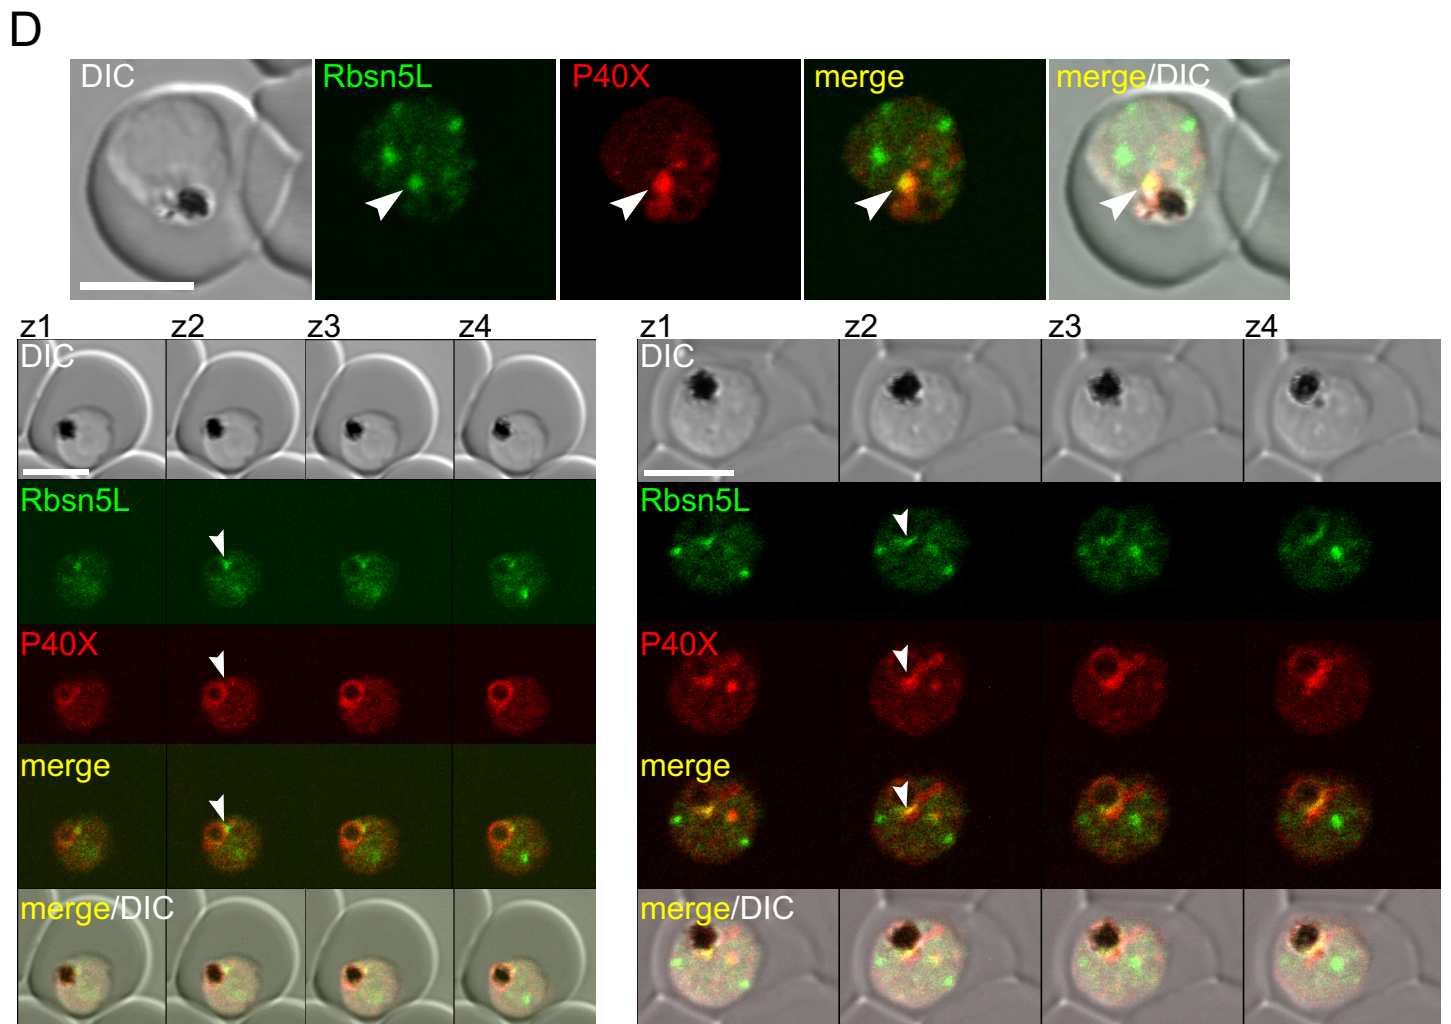 D
DIC Rbsn5L P40X merge merge/DIC
z1 z2 z3 z4
DIC
Rbsn5L
P40X
merge
merge/DIC
z1 z2 z3 z4
DIC
Rbsn5L
P40X
merge
merge/DIC